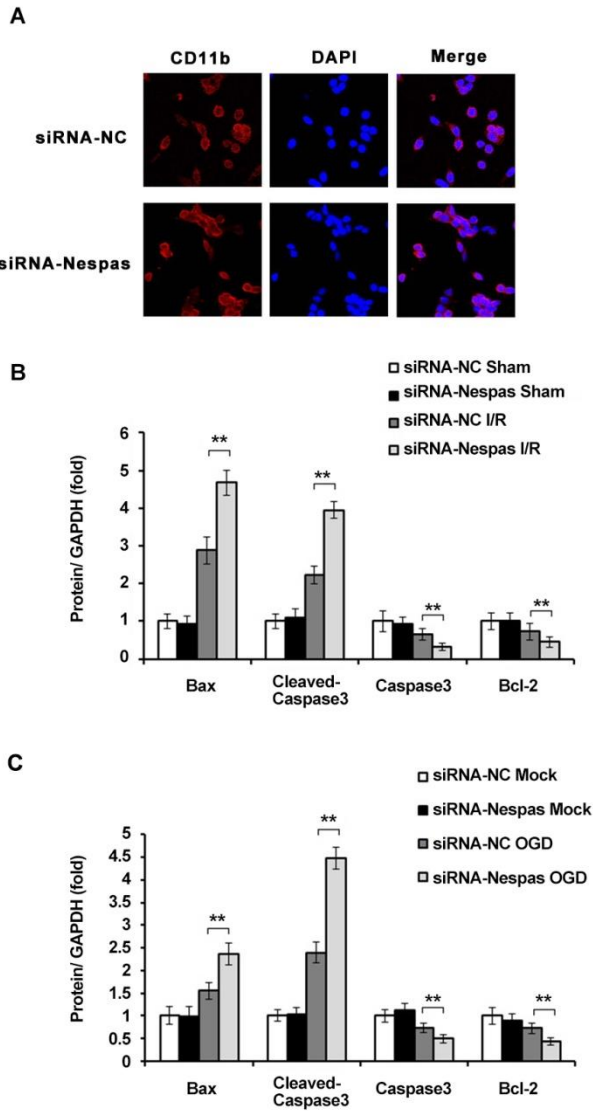 A
CD11b DAPI Merge
siRNA-NC
siRNA-Nespas
B
siRNA-NC Sham
siRNA-Nespas Sham
siRNA-NC I/R
siRNA-Nespas I/R
Protein/ GAPDH (fold)
6
5
4
3
2
1
0
** ** ** **
Bax Cleaved-Caspase3 Caspase3 Bcl-2
C
siRNA-NC Mock
siRNA-Nespas Mock
siRNA-NC OGD
siRNA-Nespas OGD
Protein/ GAPDH (fold)
5
4.5
4
3.5
3
2.5
2
1.5
1
0.5
0
** ** ** **
Bax Cleaved-Caspase3 Caspase3 Bcl-2